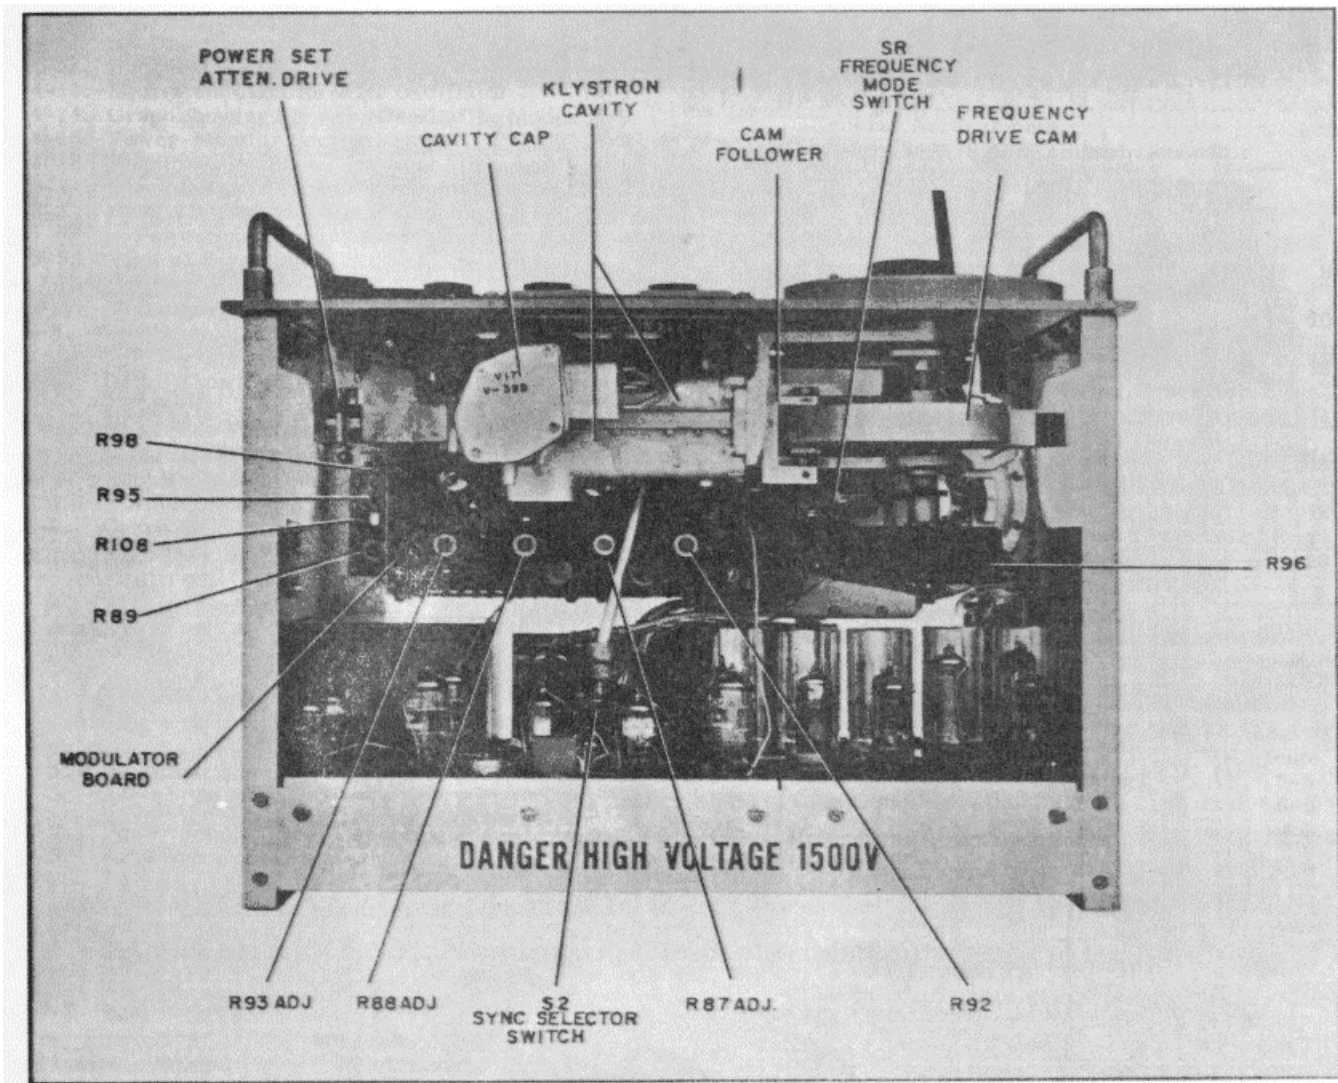 POWER SET
ATTEN. DRIVE
KLYSTRON
CAVITY
CAVITY CAP
CAM
FOLLOWER
SR
FREQUENCY
MODE
SWITCH
FREQUENCY
DRIVE CAM
R98
R95
R108
R89
R96
MODULATOR
BOARD
DANGER HIGH VOLTAGE 1500V
R93 ADJ
R88 ADJ
S2
SYNC SELECTOR
SWITCH
R87 ADJ.
R92